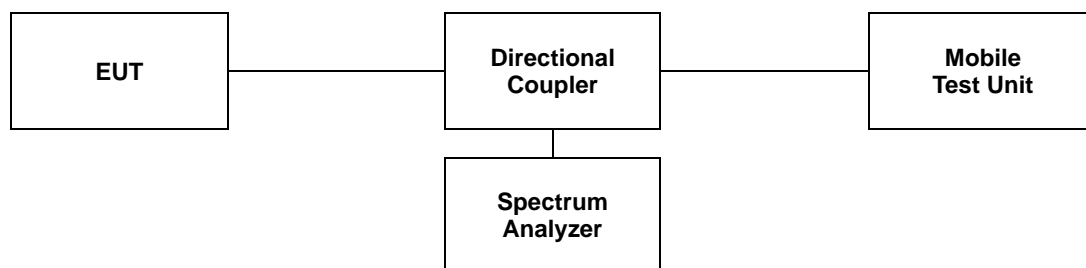 EUT
Directional
Coupler
Mobile
Test Unit
Spectrum
Analyzer